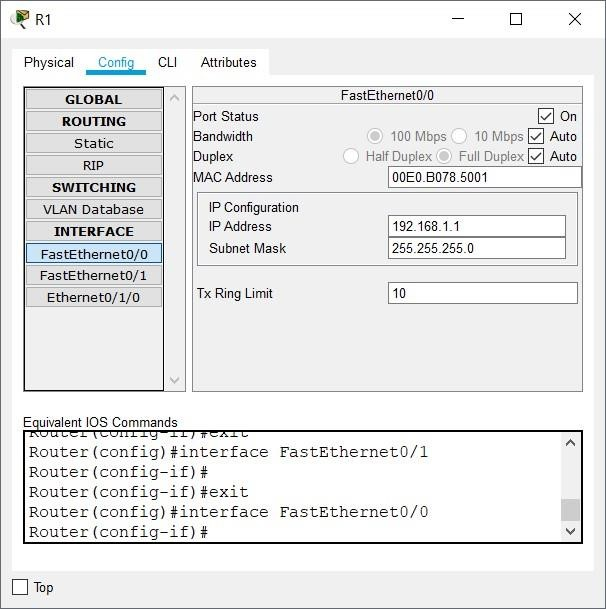 R1
Physical Config CLI Attributes
GLOBAL
ROUTING
Static
RIP
SWITCHING
VLAN Database
INTERFACE
FastEthernet0/0
FastEthernet0/1
Ethernet0/1/0
FastEthernet0/0
Port Status On
Bandwidth 100 Mbps 10 Mbps Auto
Duplex Half Duplex Full Duplex Auto
MAC Address 00E0.B078.5001
IP Configuration
IP Address 192.168.1.1
Subnet Mask 255.255.255.0
Tx Ring Limit 10
Equivalent IOS Commands
Router(config-if)#exit
Router(config)#interface FastEthernet0/1
Router(config-if)#
Router(config-if)#exit
Router(config)#interface FastEthernet0/0
Router(config-if)#
Top